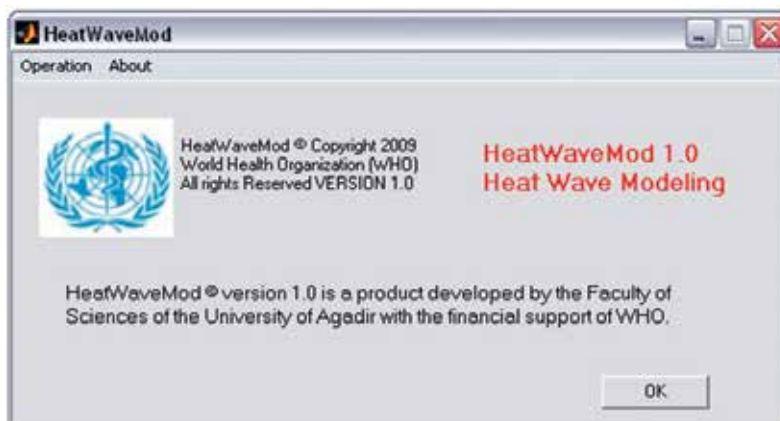 HeatWaveMod
Operation About
HeatWaveMod © Copyright 2009
World Health Organization (WHO)
All rights Reserved VERSION 1.0
HeatWaveMod 1.0
Heat Wave Modeling
HeatWaveMod © version 1.0 is a product developed by the Faculty of
Sciences of the University of Agadir with the financial support of WHO.
OK